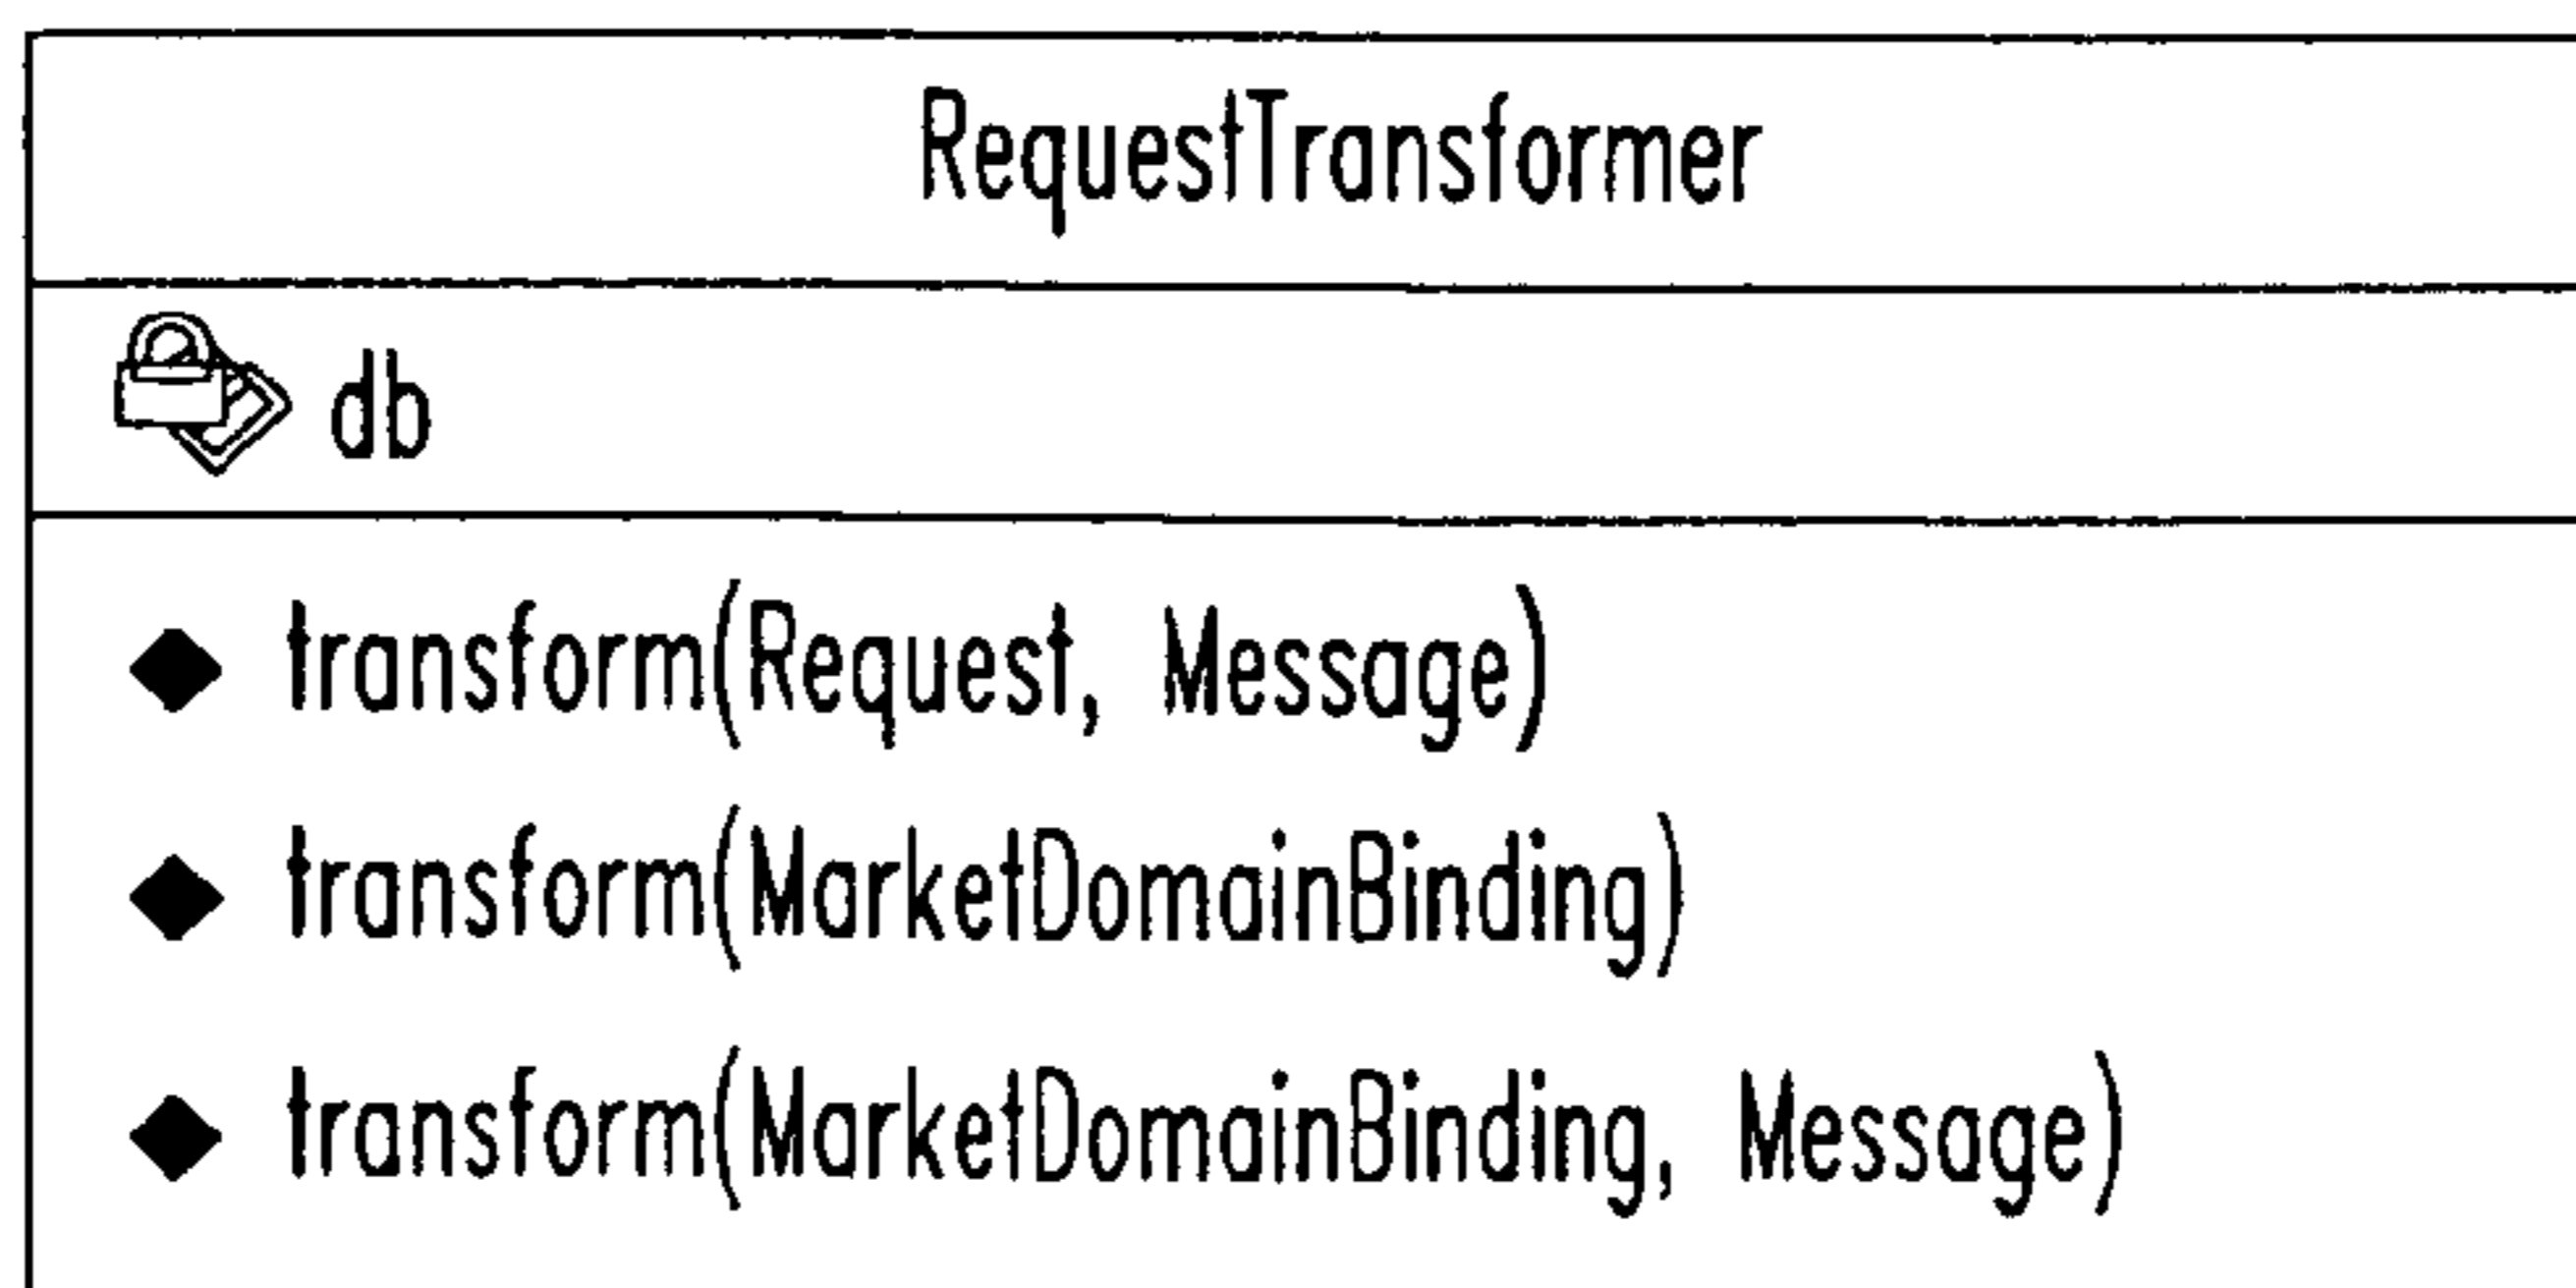 RequestTransformer
db
transform(Request, Message)
transform(MarketDomainBinding)
transform(MarketDomainBinding, Message)